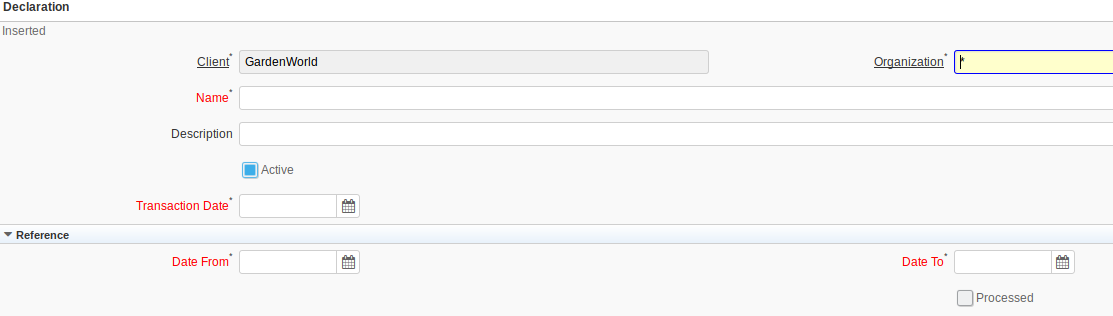 Declaration
Inserted
Client* GardenWorld Organization* *
Name*
Description
Active
Transaction Date*
Reference
Date From* Date To*
Processed